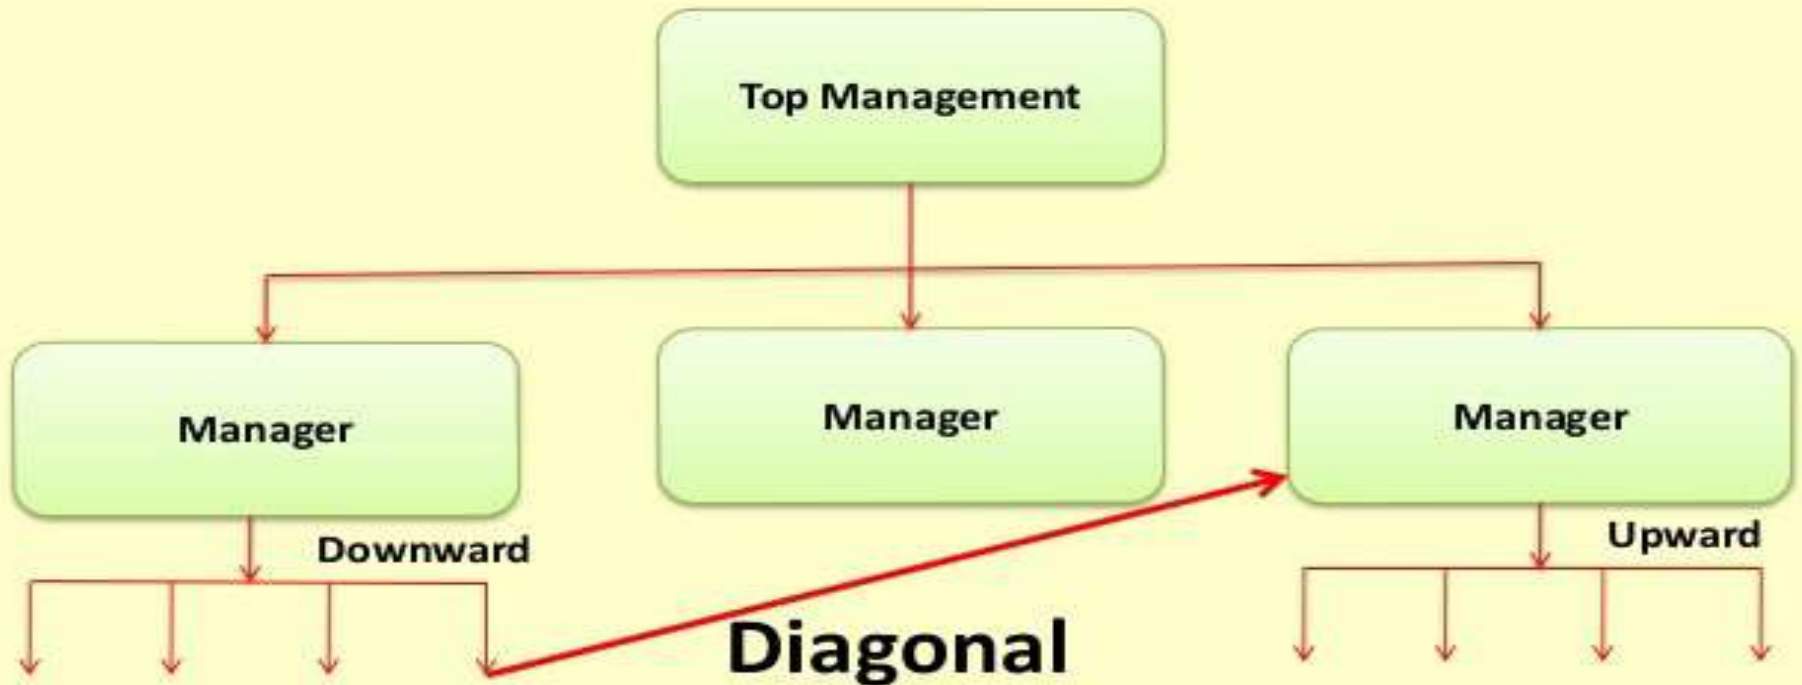 Top Management
Manager
Manager
Manager
Downward
Upward
Diagonal